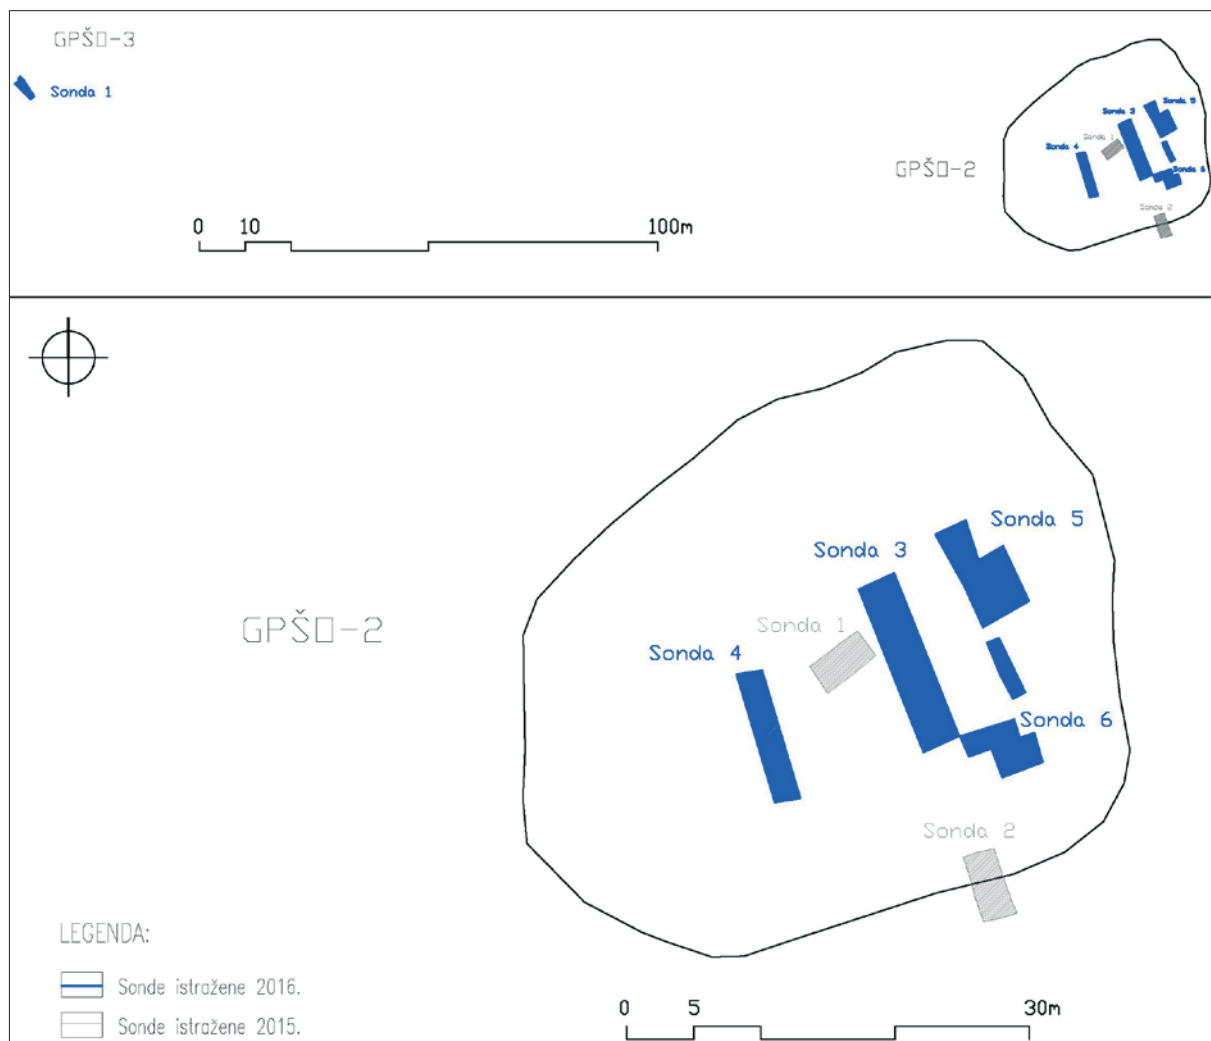 GPŠO-3
Sonda 1
Sonda 5
Sonda 3
Sonda 1
Sonda 4
GPŠO-2
Sonda 6
Sonda 2
0 10 100m
Sonda 5
Sonda 3
GPŠO-2
Sonda 1
Sonda 4
Sonda 6
Sonda 2
LEGENDA:
Sonde istražene 2016.
Sonde istražene 2015.
0 5 30m